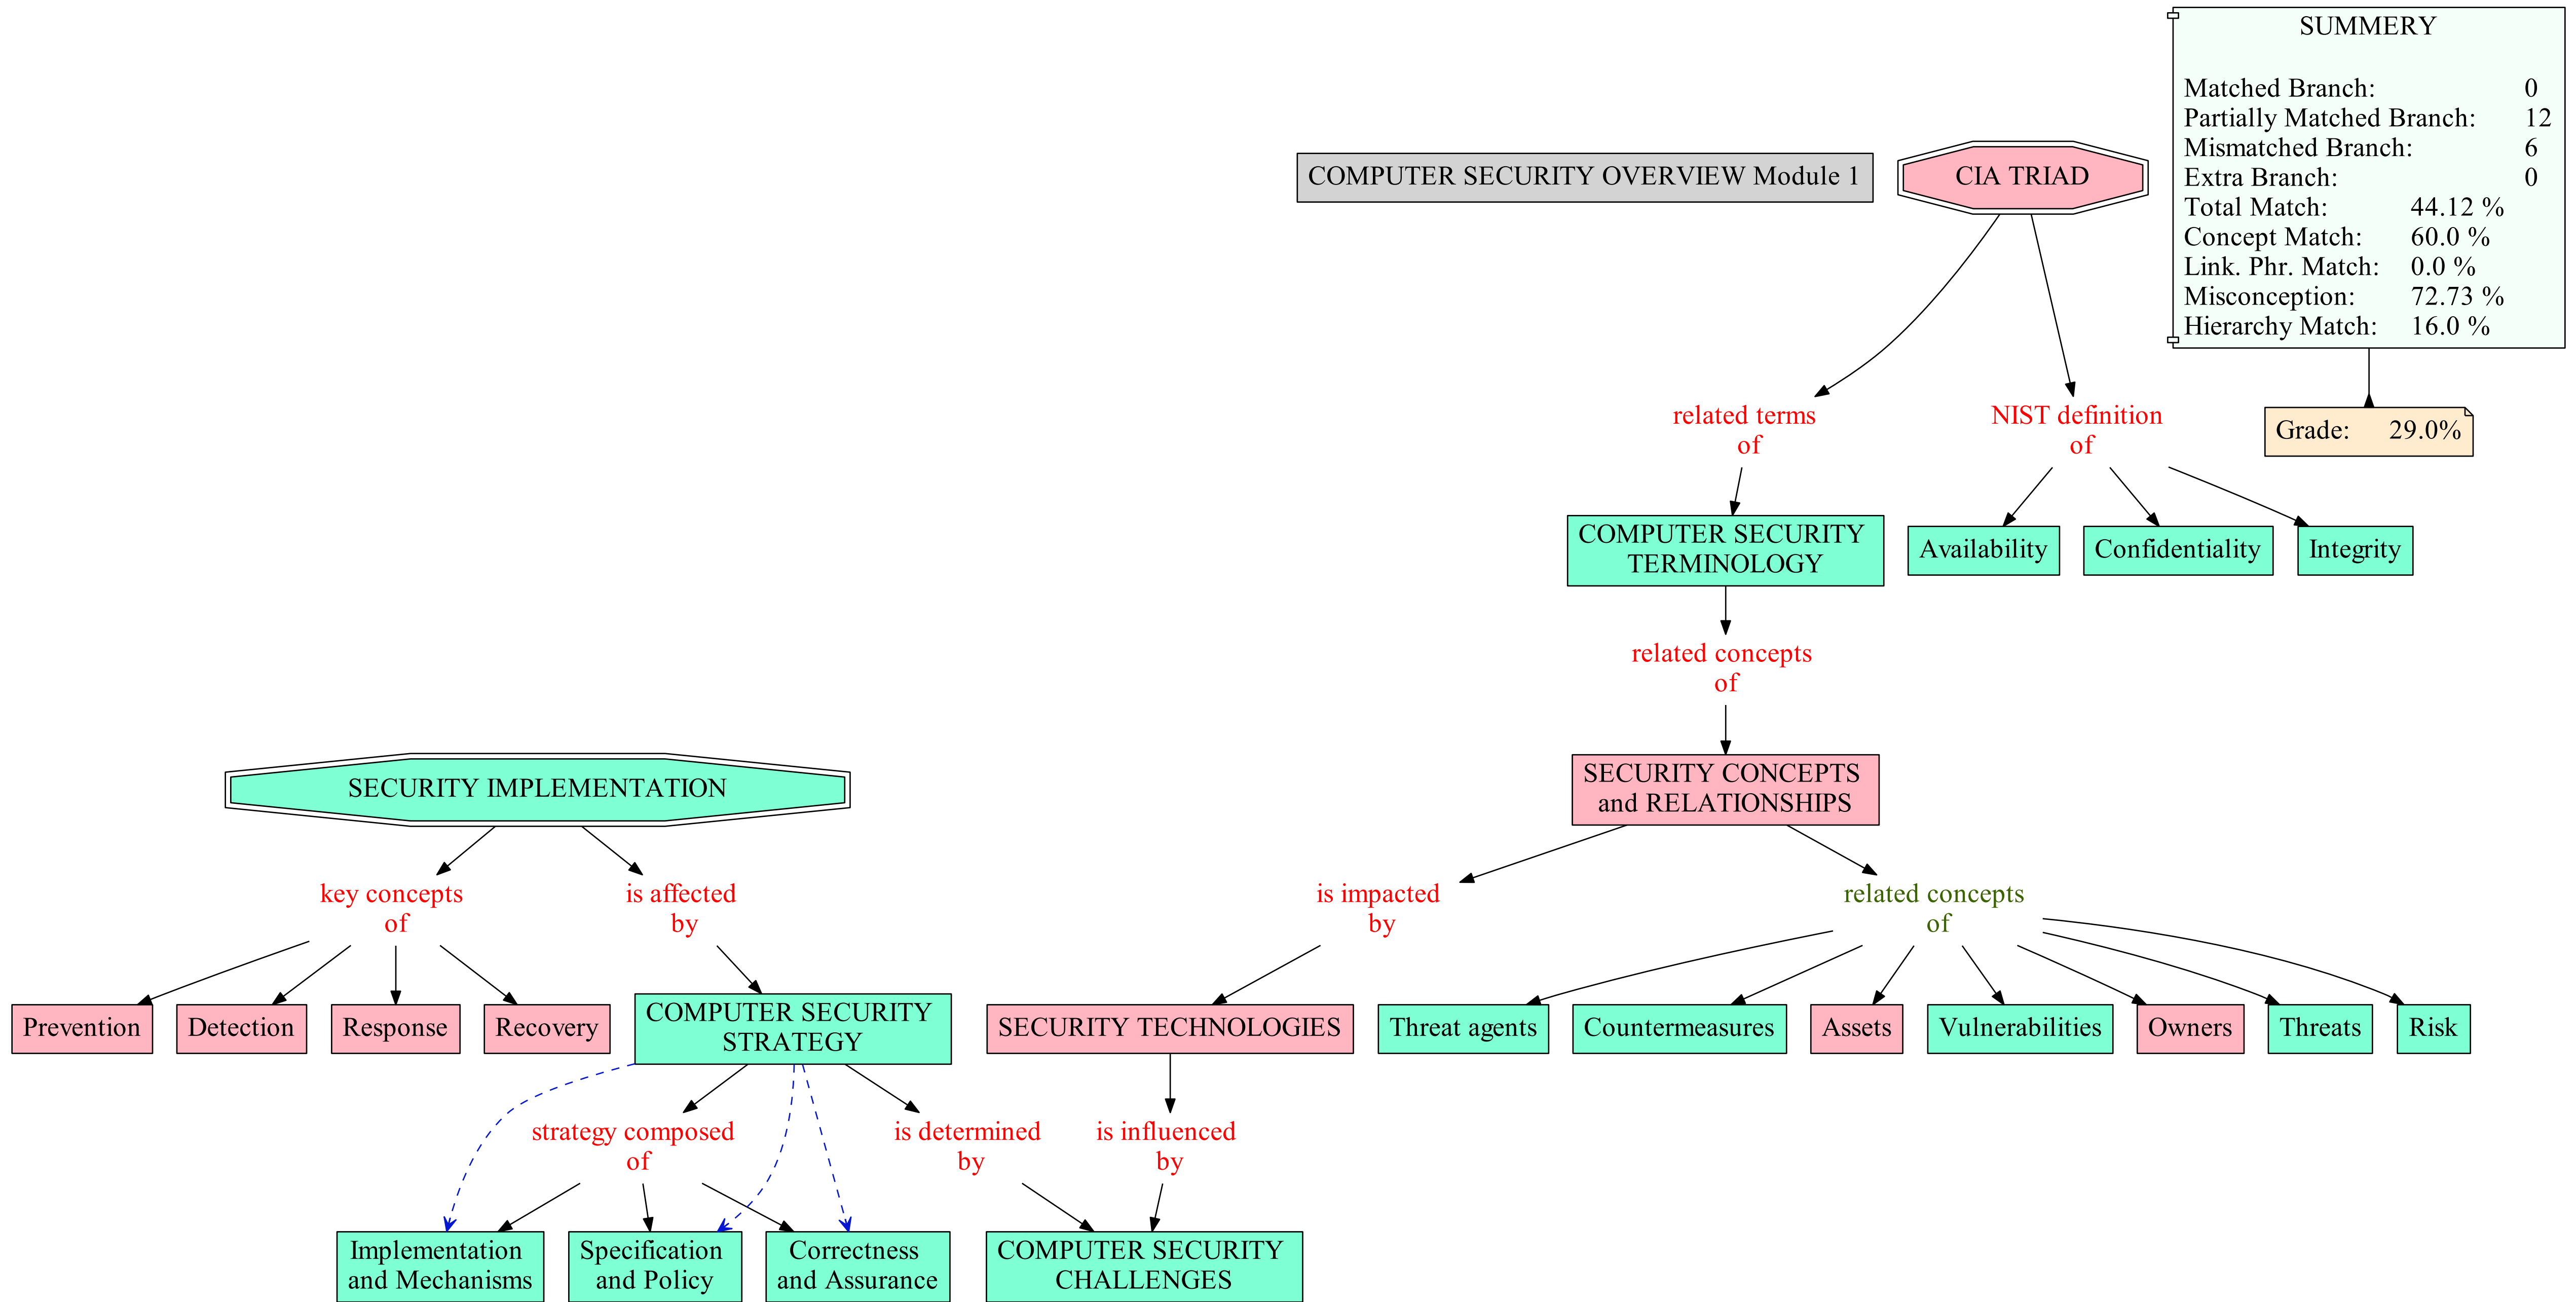 SUMMERY
Matched Branch: 0
Partially Matched Branch: 12
Mismatched Branch: 6
Extra Branch: 0
Total Match: 44.12 %
Concept Match: 60.0 %
Link. Phr. Match: 0.0 %
Misconception: 72.73 %
Hierarchy Match: 16.0 %
Grade: 29.0%
COMPUTER SECURITY OVERVIEW Module 1
CIA TRIAD
related terms
of
NIST definition
of
COMPUTER SECURITY
TERMINOLOGY
Availability
Confidentiality
Integrity
related concepts
of
SECURITY IMPLEMENTATION
SECURITY CONCEPTS
and RELATIONSHIPS
key concepts
of
is affected
by
is impacted
by
related concepts
of
Prevention
Detection
Response
Recovery
COMPUTER SECURITY
STRATEGY
SECURITY TECHNOLOGIES
Threat agents
Countermeasures
Assets
Vulnerabilities
Owners
Threats
Risk
strategy composed
of
is determined
by
is influenced
by
Implementation
and Mechanisms
Specification
and Policy
Correctness
and Assurance
COMPUTER SECURITY
CHALLENGES